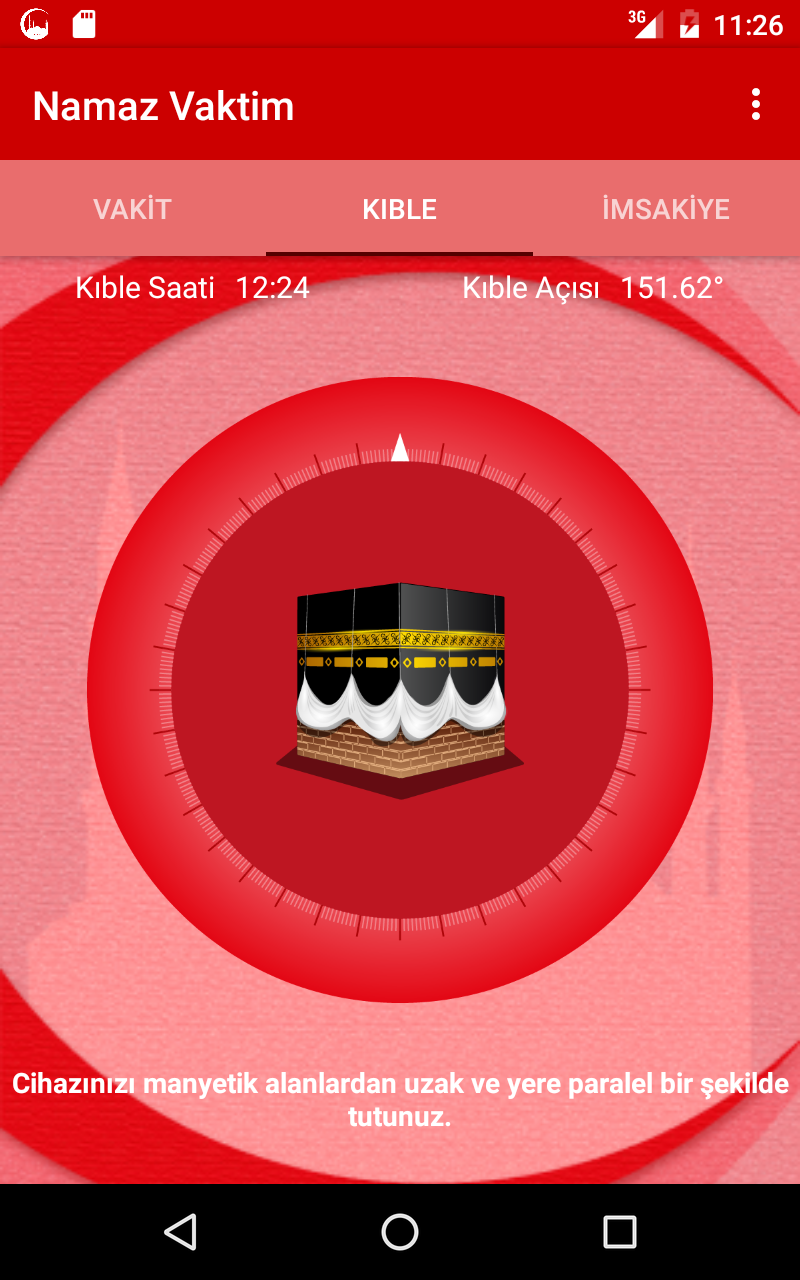 3G 11:26
Namaz Vaktim
VAKİT KIBLE İMSAKİYE
Kıble Saati 12:24 Kıble Açısı 151.62°
Cihazınızı manyetik alanlardan uzak ve yere paralel bir şekilde
tutunuz.